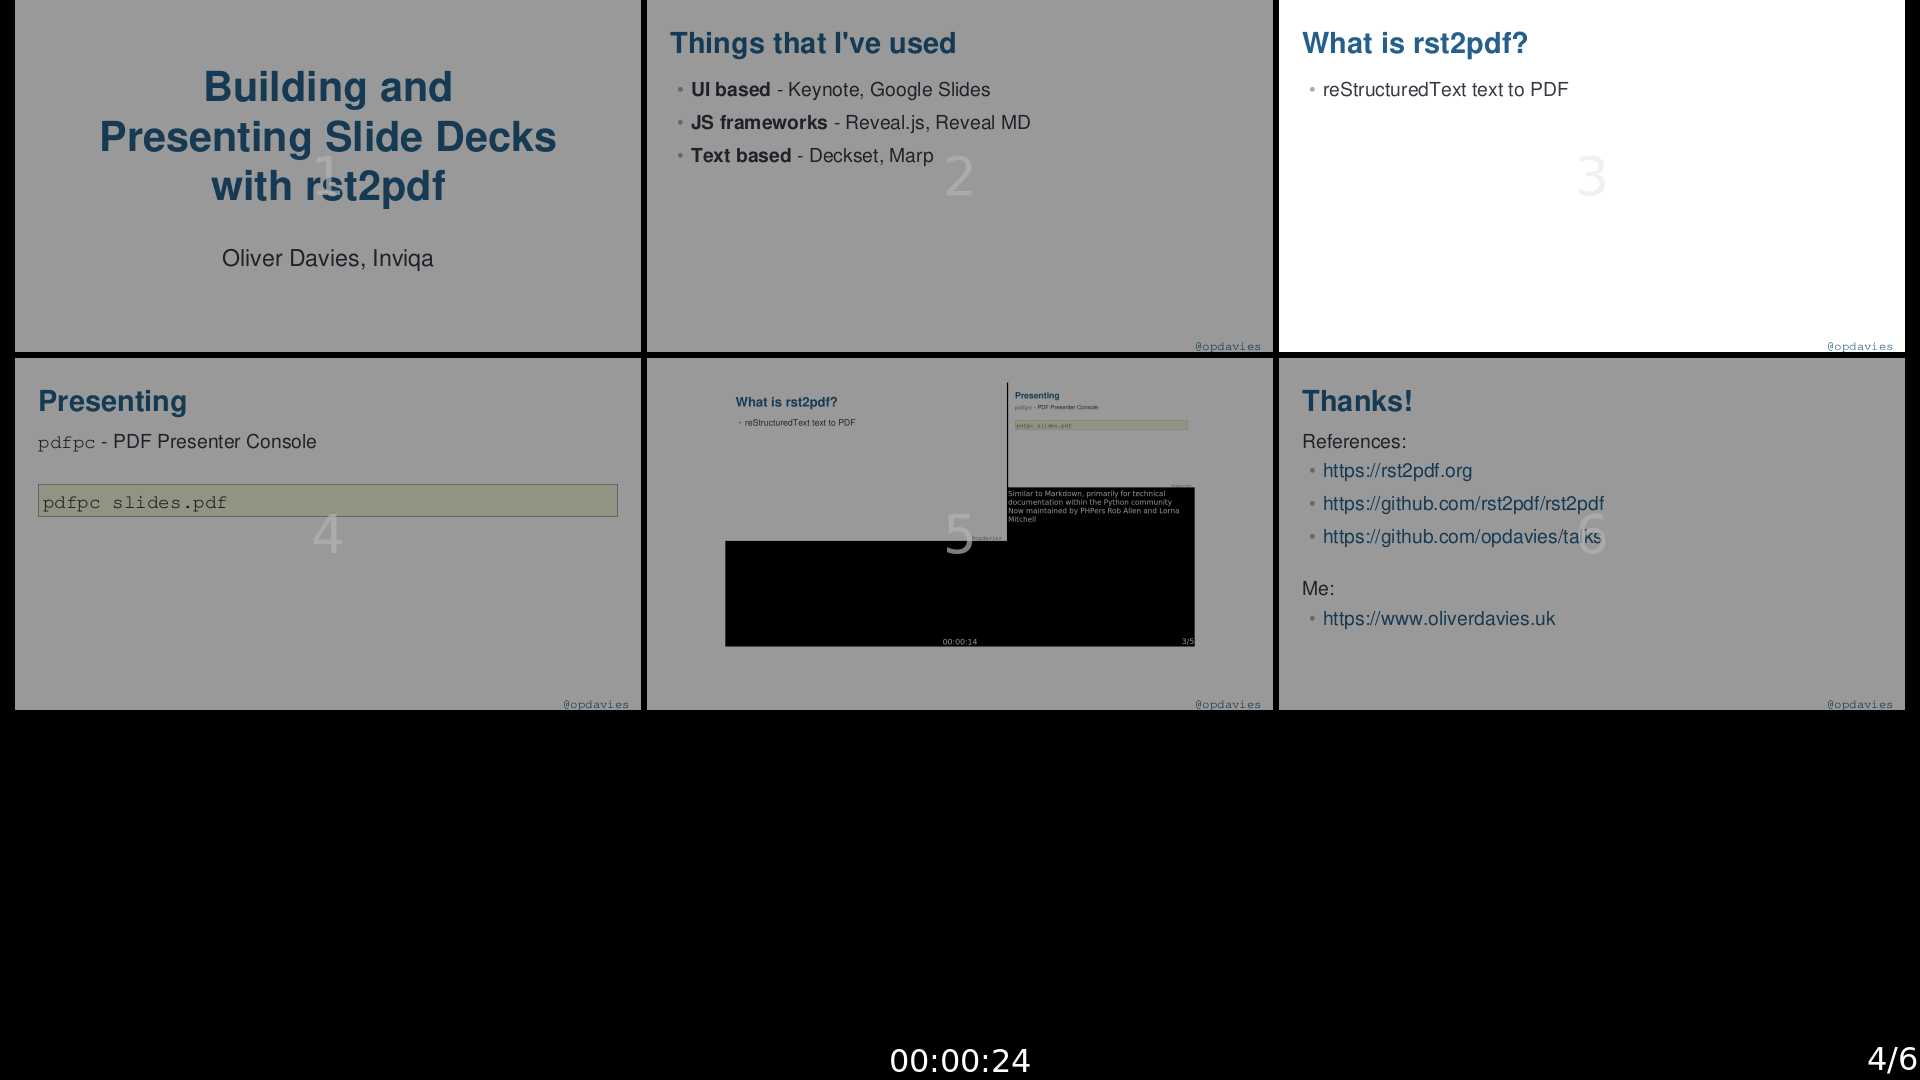 Building and
Presenting Slide Decks
with rst2pdf
1
Oliver Davies, Inviqa
Things that I've used
• UI based - Keynote, Google Slides
• JS frameworks - Reveal.js, Reveal MD
• Text based - Deckset, Marp
2
@opdavies
What is rst2pdf?
• reStructuredText text to PDF
3
@opdavies
Presenting
pdfpc - PDF Presenter Console
pdfpc slides.pdf
4
@opdavies
What is rst2pdf?
• reStructuredText text to PDF
@opdavies
Presenting
pdfpc - PDF Presenter Console
pdfpc slides.pdf
Similar to Markdown, primarily for technical
documentation within the Python community
Now maintained by PHPers Rob Allen and Lorna
Mitchell
5
00:00:14
3/5
@opdavies
Thanks!
References:
• https://rst2pdf.org
• https://github.com/rst2pdf/rst2pdf
• https://github.com/opdavies/talks
6
Me:
• https://www.oliverdavies.uk
@opdavies
00:00:24
4/6